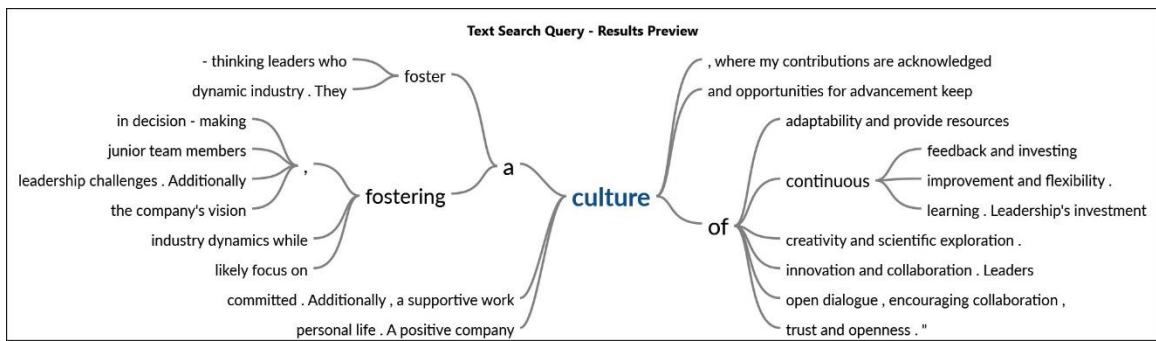 Text Search Query - Results Preview
- thinking leaders who
dynamic industry . They
foster
in decision - making
junior team members
leadership challenges . Additionally
the company's vision
,
industry dynamics while
likely focus on
fostering
a
committed . Additionally , a supportive work
personal life . A positive company
culture
, where my contributions are acknowledged
and opportunities for advancement keep
of
adaptability and provide resources
continuous
feedback and investing
improvement and flexibility .
learning . Leadership's investment
creativity and scientific exploration .
innovation and collaboration . Leaders
open dialogue , encouraging collaboration ,
trust and openness . "